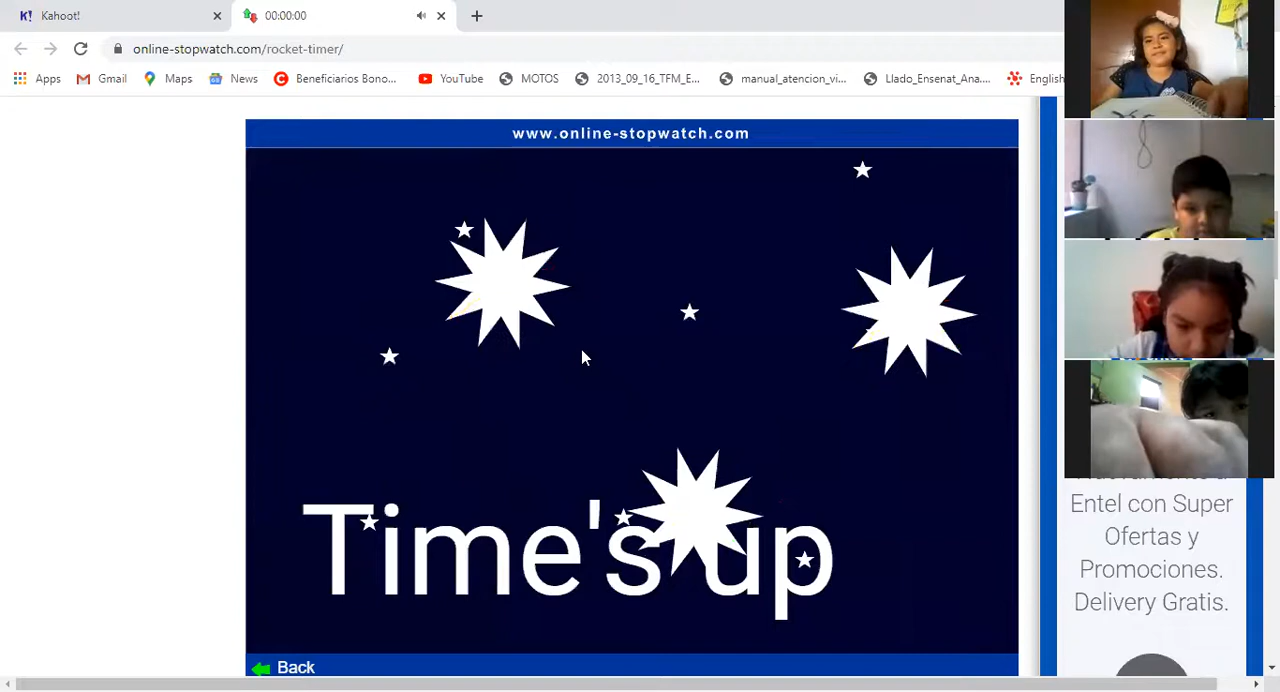 K! Kahoot!
00:00:00
online-stopwatch.com/rocket-timer/
Apps Gmail Maps News Beneficiarios Bono... YouTube MOTOS 2013_09_16_TFM_E... manual_atencion_vi... Llado_Ensenat_Ana.... English
www.online-stopwatch.com
Time's up
Back
Entel con Super
Ofertas y
Promociones.
Delivery Gratis.